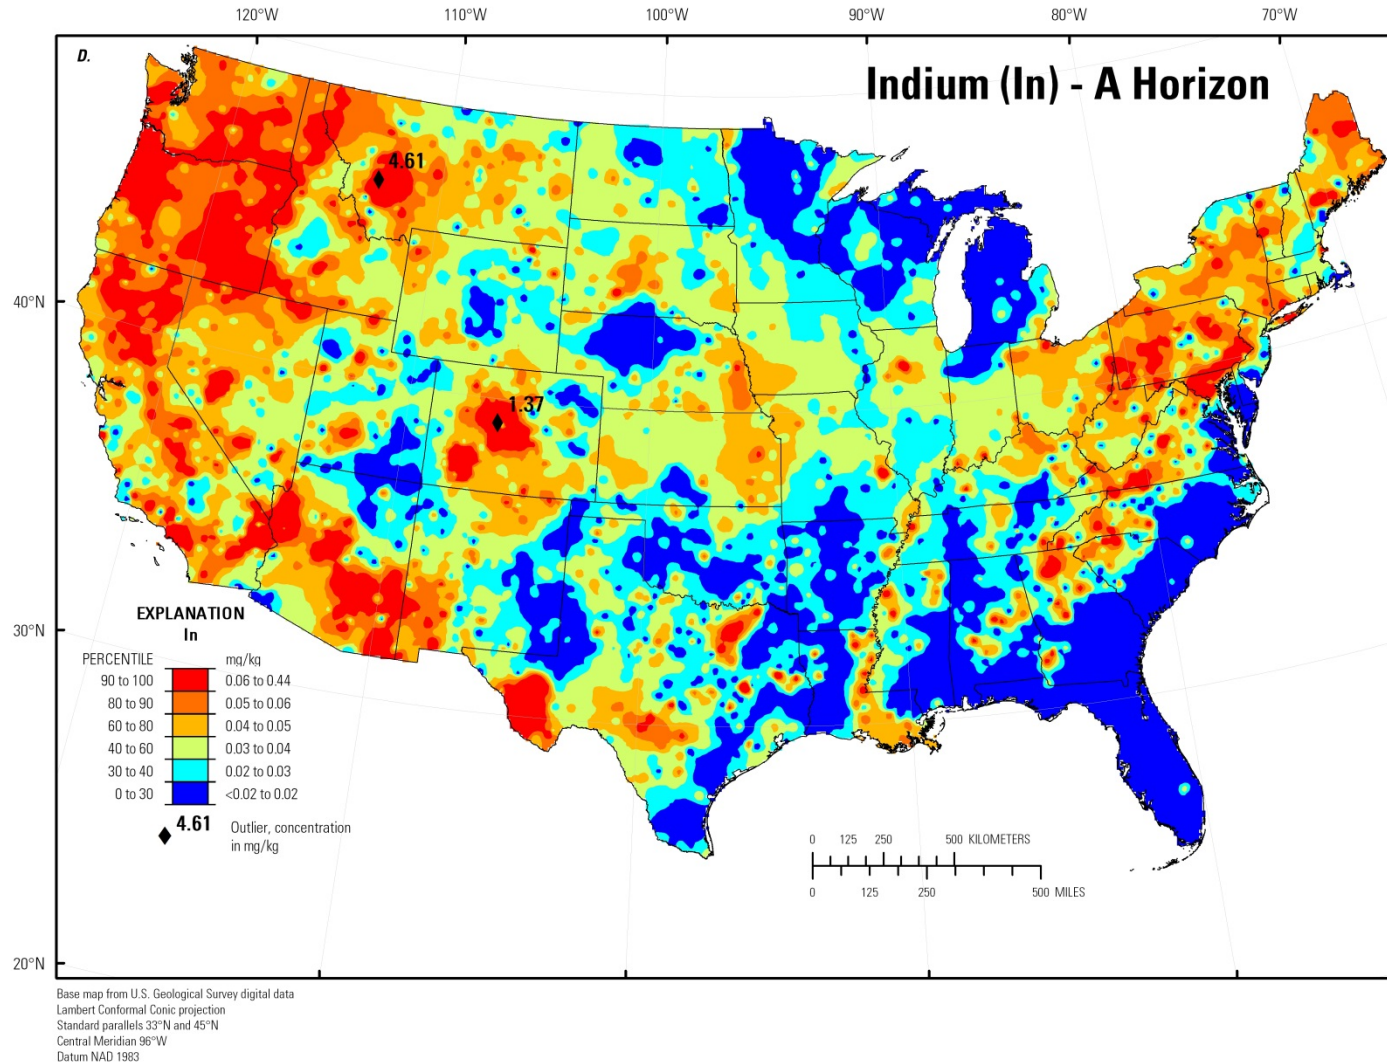 120°W 110°W 100°W 90°W 80°W 70°W
D.
Indium (In) - A Horizon
4.61
40°N
1.37
30°N
EXPLANATION
In
PERCENTILE mg/kg
90 to 100 0.06 to 0.44
80 to 90 0.05 to 0.06
60 to 80 0.04 to 0.05
40 to 60 0.03 to 0.04
30 to 40 0.02 to 0.03
0 to 30 <0.02 to 0.02
4.61 Outlier, concentration
in mg/kg
0 125 250 500 KILOMETERS
0 125 250 500 MILES
20°N
Base map from U.S. Geological Survey digital data
Lambert Conformal Conic projection
Standard parallels 33°N and 45°N
Central Meridian 96°W
Datum NAD 1983